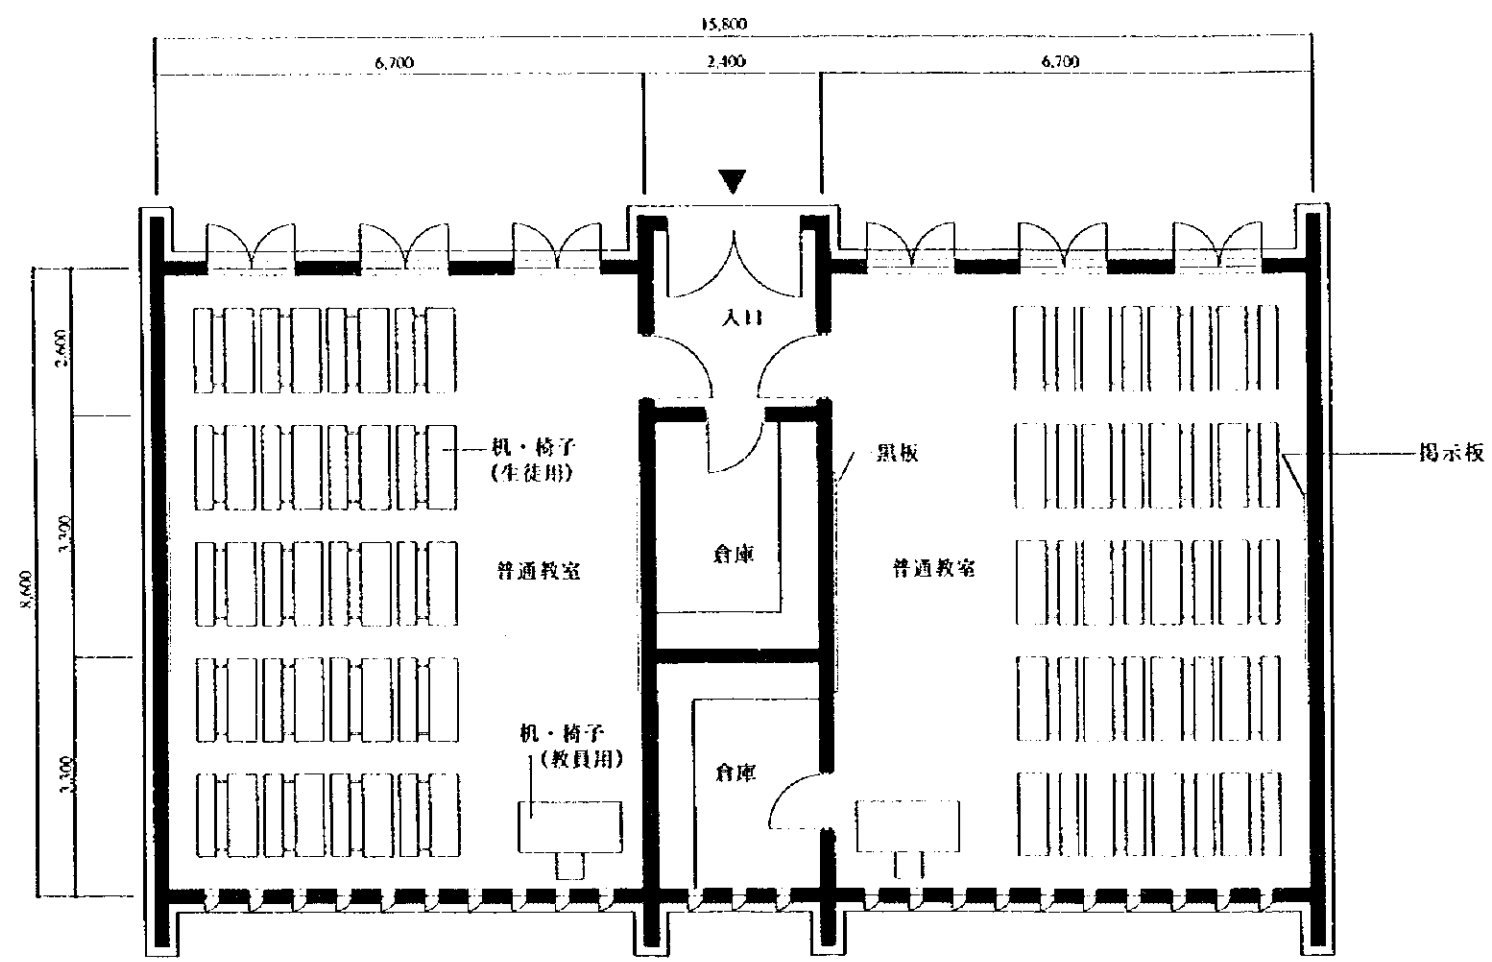 15,800
6,700
2,400
6,700
入口
2,600
机・椅子
(生徒用)
黒板
掲示板
3,300
倉庫
普通教室
普通教室
8,600
机・椅子
(教員用)
倉庫
3,300